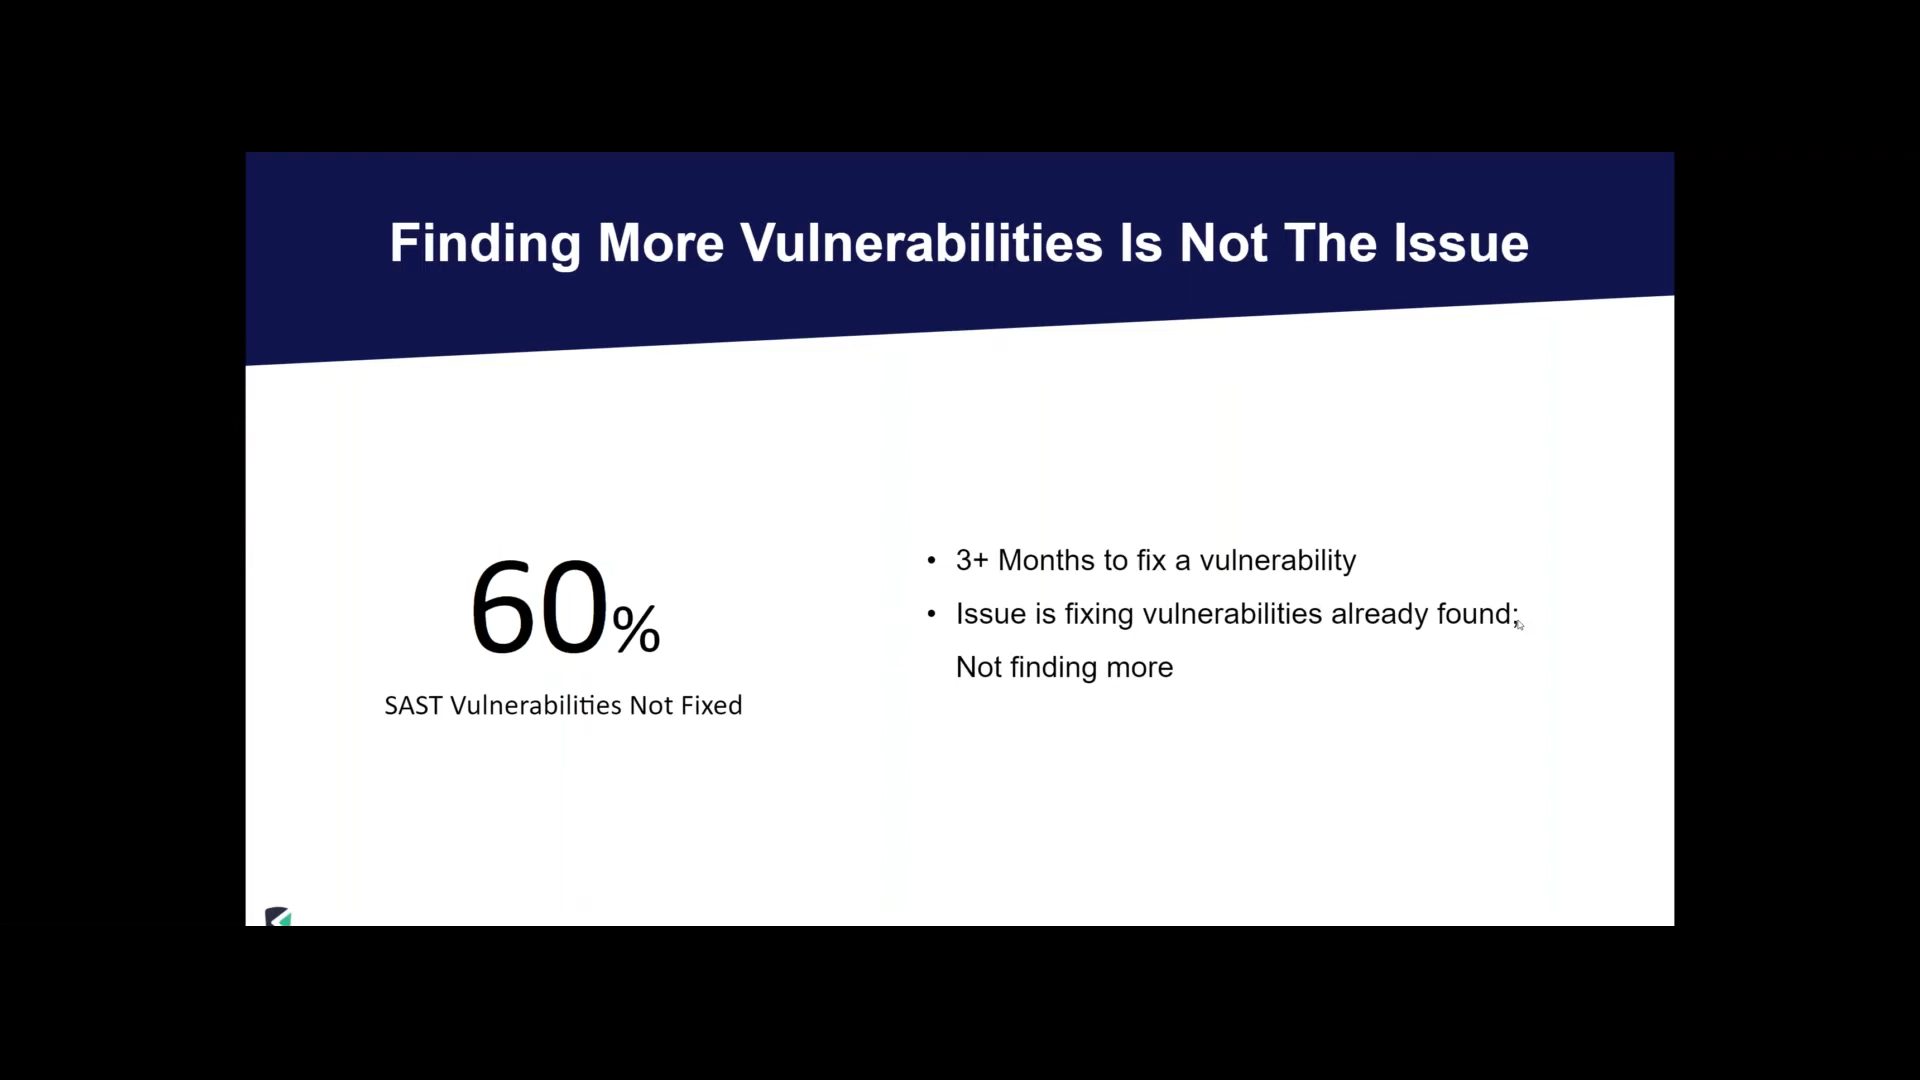 Finding More Vulnerabilities Is Not The Issue
60%
SAST Vulnerabilities Not Fixed
• 3+ Months to fix a vulnerability
• Issue is fixing vulnerabilities already found;
Not finding more